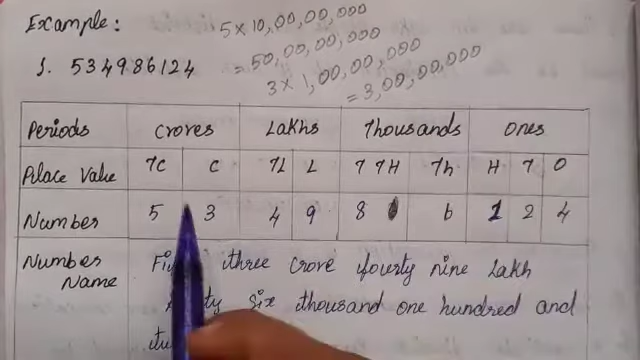 Example:
5 × 10,00,00,000
= 50,00,00,000
3 × 1,00,00,000
= 3,00,00,000
1. 534986124
Periods Crores Lakhs Thousands Ones
Place Value TC C TL L T TH Th H T O
Number 5 3 4 9 8 6 1 2 4
Number Name
three crore fourty nine lakh
six thousand one hundred and